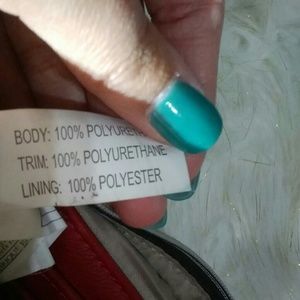 BODY: 100% POLYURETHANE
TRIM: 100% POLYURETHANE
LINING: 100% POLYESTER